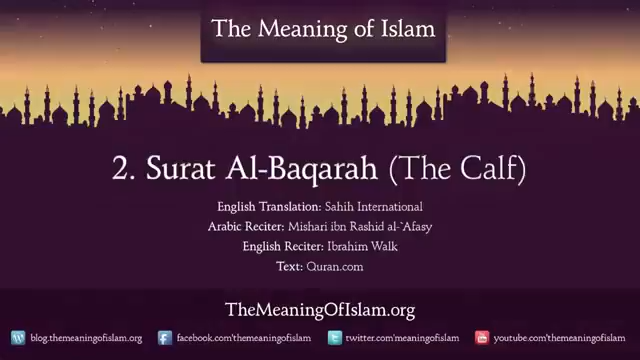 The Meaning of Islam
2. Surat Al-Baqarah (The Calf)
English Translation: Sahih International
Arabic Reciter: Mishari ibn Rashid al-`Afasy
English Reciter: Ibrahim Walk
Text: Quran.com
TheMeaningOfIslam.org
blog.themeaningofislam.org facebook.com/themeaningofislam twitter.com/meaningofislam youtube.com/themeaningofislam